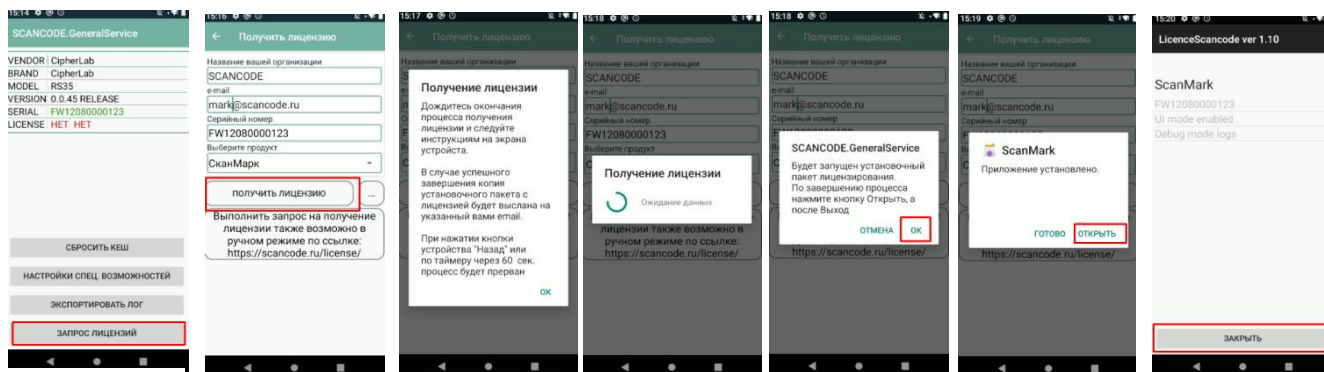 15:14
SCANCODE.GeneralService
VENDOR CipherLab
BRAND CipherLab
MODEL RS35
VERSION 0.0.45 RELEASE
SERIAL FW12080000123
LICENSE НЕТ НЕТ
СБРОСИТЬ КЕШ
НАСТРОЙКИ СПЕЦ. ВОЗМОЖНОСТЕЙ
ЭКСПОРТИРОВАТЬ ЛОГ
ЗАПРОС ЛИЦЕНЗИЙ
15:16
Получить лицензию
Название вашей организации
SCANCODE
e-mail
mark@scancode.ru
Серийный номер
FW12080000123
Выберите продукт
СканМарк
ПОЛУЧИТЬ ЛИЦЕНЗИЮ
...
Выполнить запрос на получение
лицензии также возможно в
ручном режиме по ссылке:
https://scancode.ru/license/
15:17
Получить лицензию
Название вашей организации
Получение лицензии
Дождитесь окончания
процесса получения
лицензии и следуйте
инструкциям на экрана
устройства.
В случае успешного
завершения копия
установочного пакета с
лицензией будет выслана на
указанный вами email.
При нажатии кнопки
устройства "Назад" или
по таймеру через 60 сек.
процесс будет прерван
ОК
15:18
Получить лицензию
Название вашей организации
SCANCODE
e-mail
mark@scancode.ru
Серийный номер
FW12080000123
Получение лицензии
Ожидание данных
лицензии также возможно в
ручном режиме по ссылке:
https://scancode.ru/license/
15:18
Получить лицензию
Название вашей организации
SCANCODE
e-mail
mark@scancode.ru
Серийный номер
SCANCODE.GeneralService
Будет запущен установочный
пакет лицензирования.
По завершению процесса
нажмите кнопку Открыть, а
после Выход
ОТМЕНА ОК
https://scancode.ru/license/
15:19
Получить лицензию
Название вашей организации
SCANCODE
e-mail
mark@scancode.ru
Серийный номер
FW12080000123
ScanMark
Приложение установлено.
ГОТОВО ОТКРЫТЬ
https://scancode.ru/license/
15:20
LicenceScancode ver 1.10
ScanMark
FW12080000123
UI mode enabled
Debug mode logs
ЗАКРЫТЬ